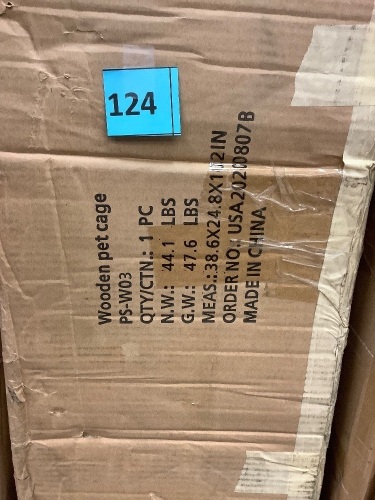 124
Wooden pet cage
PS-W03
QTY/CTN.: 1 PC
N.W.: 44.1 LBS
G.W.: 47.6 LBS
MEAS.:38.6X24.8X
ORDER NO.:
MADE IN CHINA